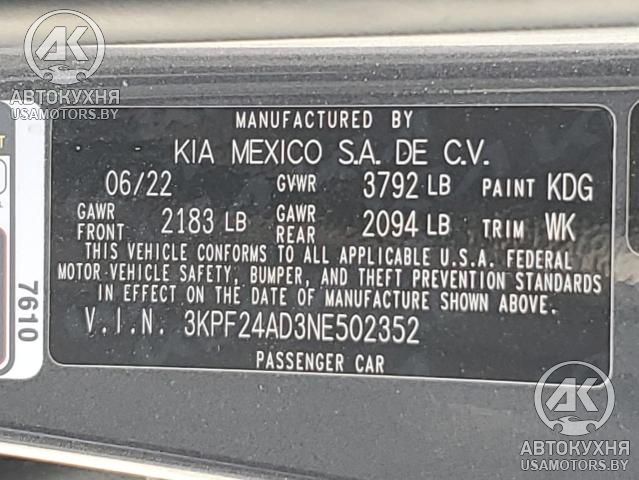 AK
АВТОКУХНЯ
USAMOTORS.BY
MANUFACTURED BY
KIA MEXICO S.A. DE C.V.
06/22 GVWR 3792 LB PAINT KDG
GAWR FRONT 2183 LB GAWR REAR 2094 LB TRIM WK
THIS VEHICLE CONFORMS TO ALL APPLICABLE U.S.A. FEDERAL
MOTOR-VEHICLE SAFETY, BUMPER, AND THEFT PREVENTION STANDARDS
IN EFFECT ON THE DATE OF MANUFACTURE SHOWN ABOVE.
V.I.N. 3KPF24AD3NE502352
PASSENGER CAR
7610
AK
АВТОКУХНЯ
USAMOTORS.BY